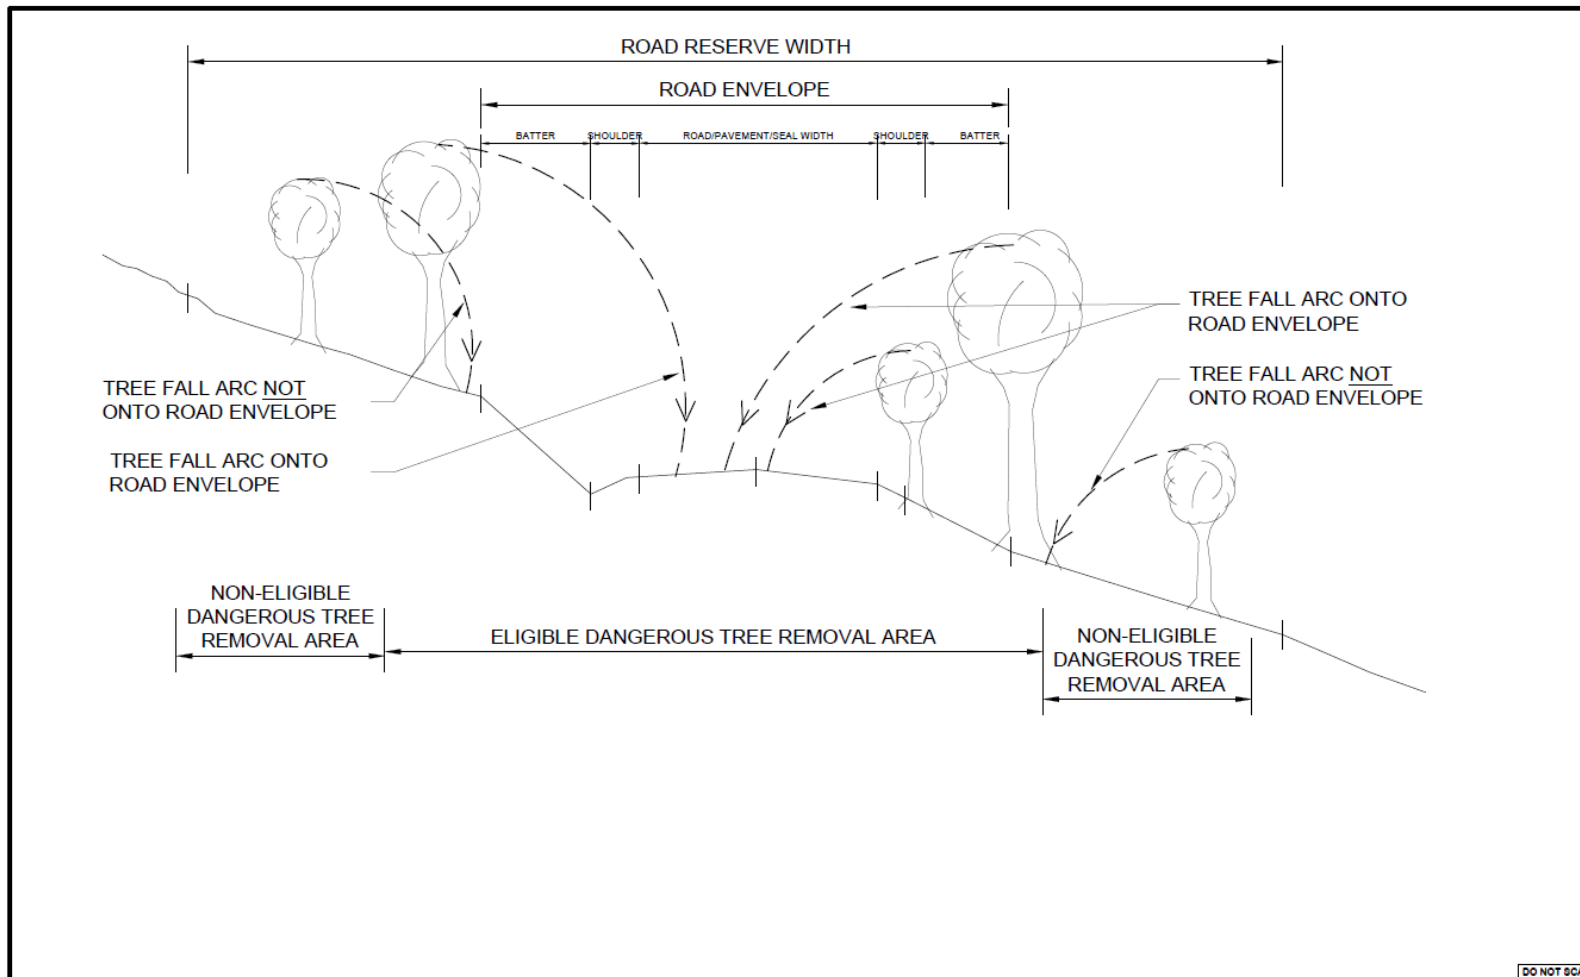 ROAD RESERVE WIDTH
ROAD ENVELOPE
BATTER
SHOULDER
ROAD/PAVEMENT/SEAL WIDTH
SHOULDER
BATTER
TREE FALL ARC ONTO
ROAD ENVELOPE
TREE FALL ARC NOT
ONTO ROAD ENVELOPE
TREE FALL ARC NOT
ONTO ROAD ENVELOPE
TREE FALL ARC ONTO
ROAD ENVELOPE
NON-ELIGIBLE
DANGEROUS TREE
REMOVAL AREA
ELIGIBLE DANGEROUS TREE REMOVAL AREA
NON-ELIGIBLE
DANGEROUS TREE
REMOVAL AREA
DO NOT